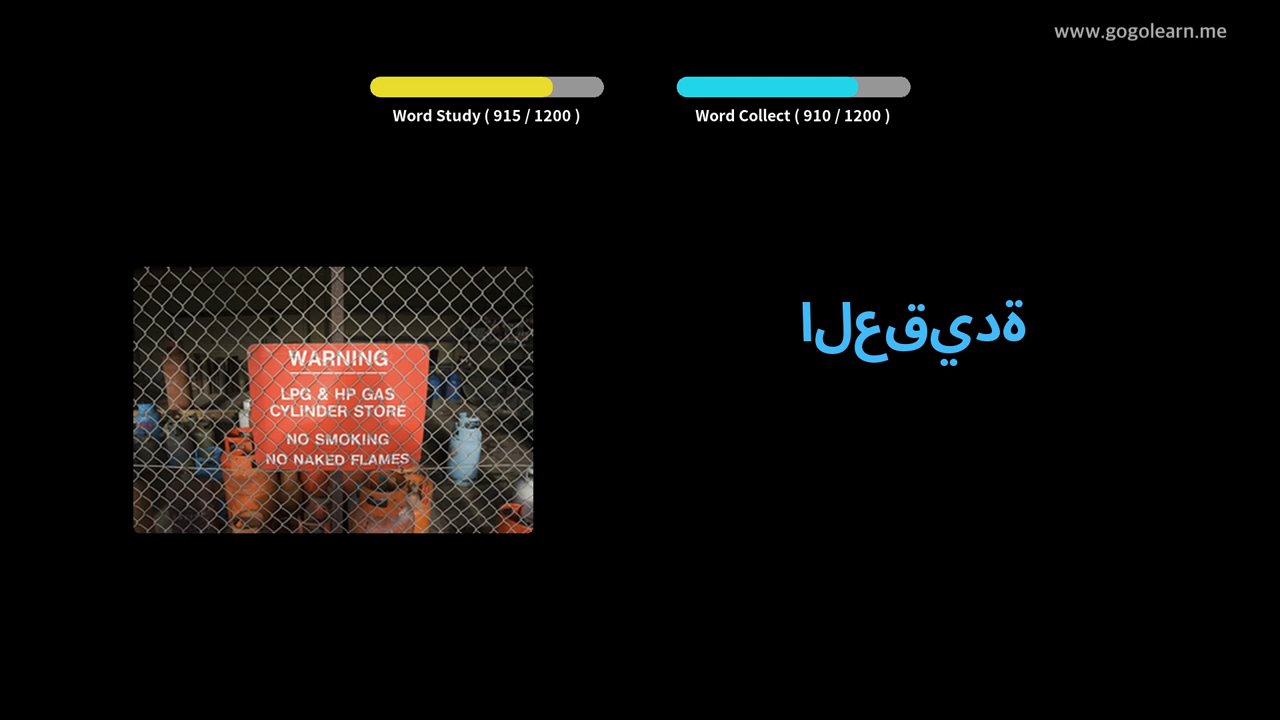 www.gogolearn.me
Word Study ( 915 / 1200 )
Word Collect ( 910 / 1200 )
العقيدة
WARNING
LPG & HP GAS
CYLINDER STORE
NO SMOKING
NO NAKED FLAMES